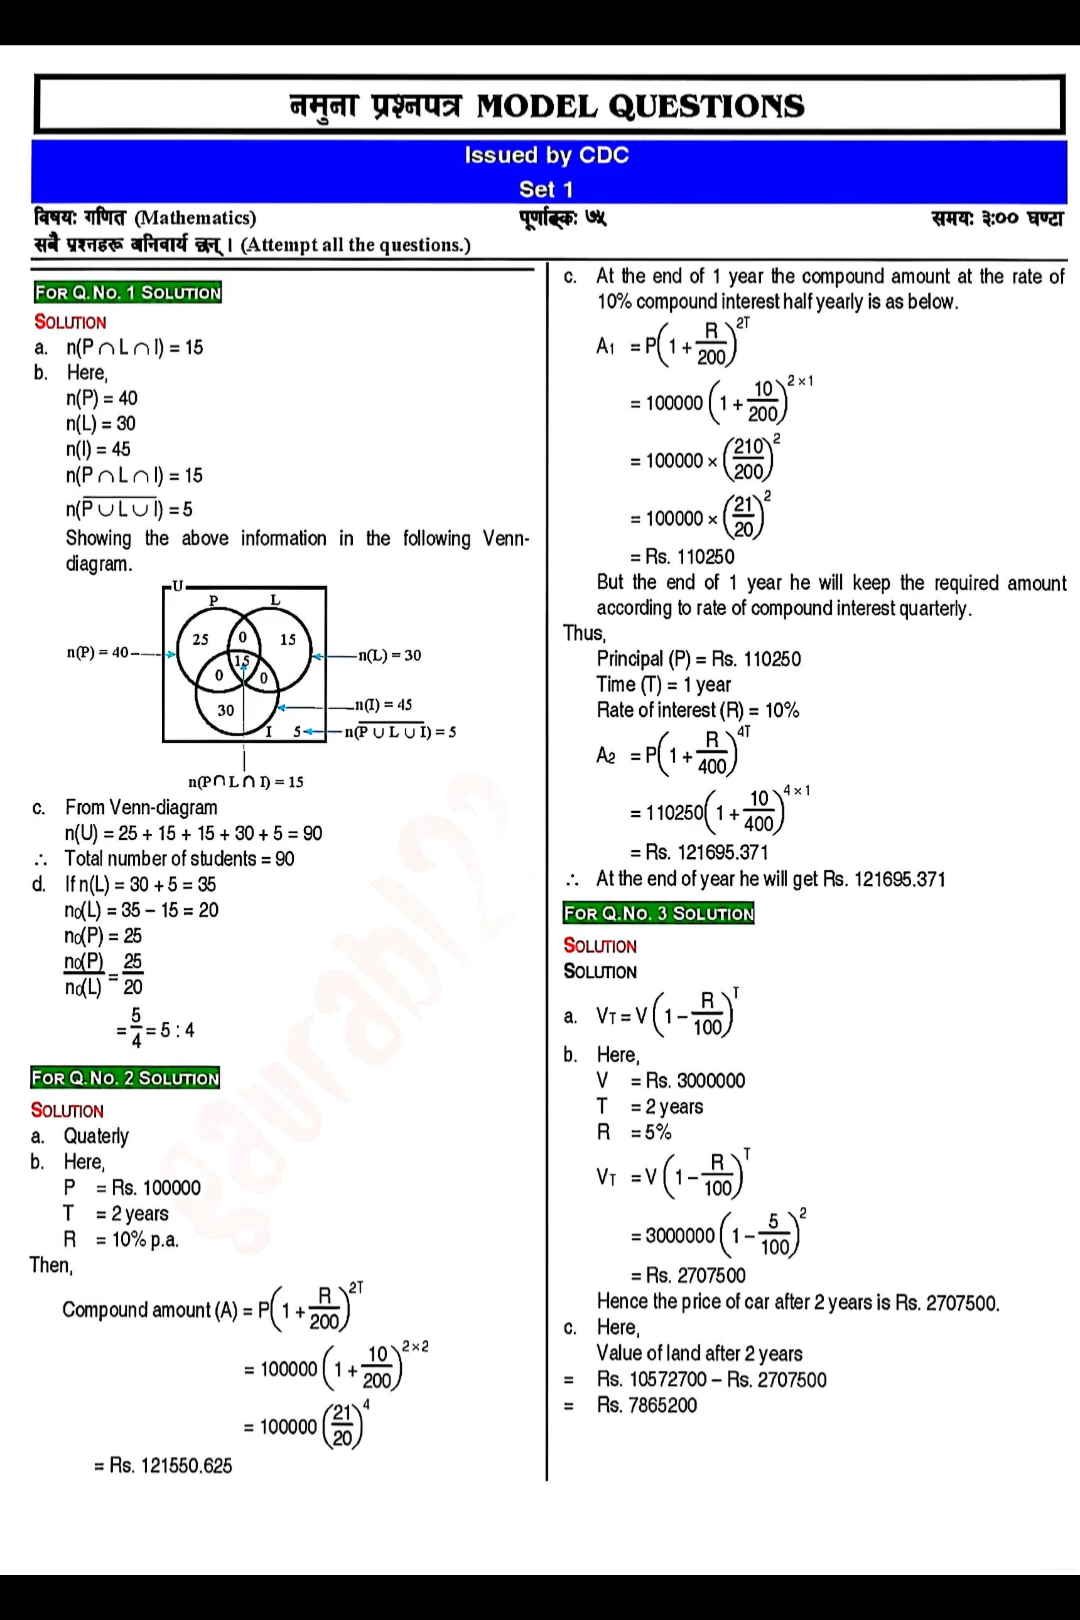 नमुना प्रश्नपत्र MODEL QUESTIONS
Issued by CDC
Set 1
विषय: गणित (Mathematics) पूर्णाङ्क: ७५ समय: ३:०० घण्टा
सबै प्रश्नहरू अनिवार्य छन् । (Attempt all the questions.)
FOR Q.NO. 1 SOLUTION
SOLUTION
a. n(P ∩ L ∩ I) = 15
b. Here,
n(P) = 40
n(L) = 30
n(I) = 45
n(P ∩ L ∩ I) = 15
n(P̅ ∪ L̅ ∪ I̅) = 5
Showing the above information in the following Venn-
diagram.
U
P L
25 0 15
n(P) = 40
15
n(L) = 30
0 0
30
n(I) = 45
I 5
n(P̅ ∪ L̅ ∪ I̅) = 5
n(P ∩ L ∩ I) = 15
c. From Venn-diagram
n(U) = 25 + 15 + 15 + 30 + 5 = 90
∴ Total number of students = 90
d. If n(L) = 30 + 5 = 35
n₀(L) = 35 – 15 = 20
n₀(P) = 25
n₀(P)/n₀(L) = 25/20
= 5/4 = 5 : 4
FOR Q.NO. 2 SOLUTION
SOLUTION
a. Quaterly
b. Here,
P = Rs. 100000
T = 2 years
R = 10% p.a.
Then,
Compound amount (A) = P(1 + R/200)^2T
= 100000 (1 + 10/200)^2×2
= 100000 (21/20)^4
= Rs. 121550.625
c. At the end of 1 year the compound amount at the rate of
10% compound interest half yearly is as below.
A₁ = P(1 + R/200)^2T
= 100000 (1 + 10/200)^2×1
= 100000 × (210/200)^2
= 100000 × (21/20)^2
= Rs. 110250
But the end of 1 year he will keep the required amount
according to rate of compound interest quarterly.
Thus,
Principal (P) = Rs. 110250
Time (T) = 1 year
Rate of interest (R) = 10%
A₂ = P(1 + R/400)^4T
= 110250(1 + 10/400)^4×1
= Rs. 121695.371
∴ At the end of year he will get Rs. 121695.371
FOR Q.NO. 3 SOLUTION
SOLUTION
SOLUTION
a. V_T = V (1 – R/100)^T
b. Here,
V = Rs. 3000000
T = 2 years
R = 5%
V_T = V (1 – R/100)^T
= 3000000 (1 – 5/100)^2
= Rs. 2707500
Hence the price of car after 2 years is Rs. 2707500.
c. Here,
Value of land after 2 years
= Rs. 10572700 – Rs. 2707500
= Rs. 7865200
gaurabl2